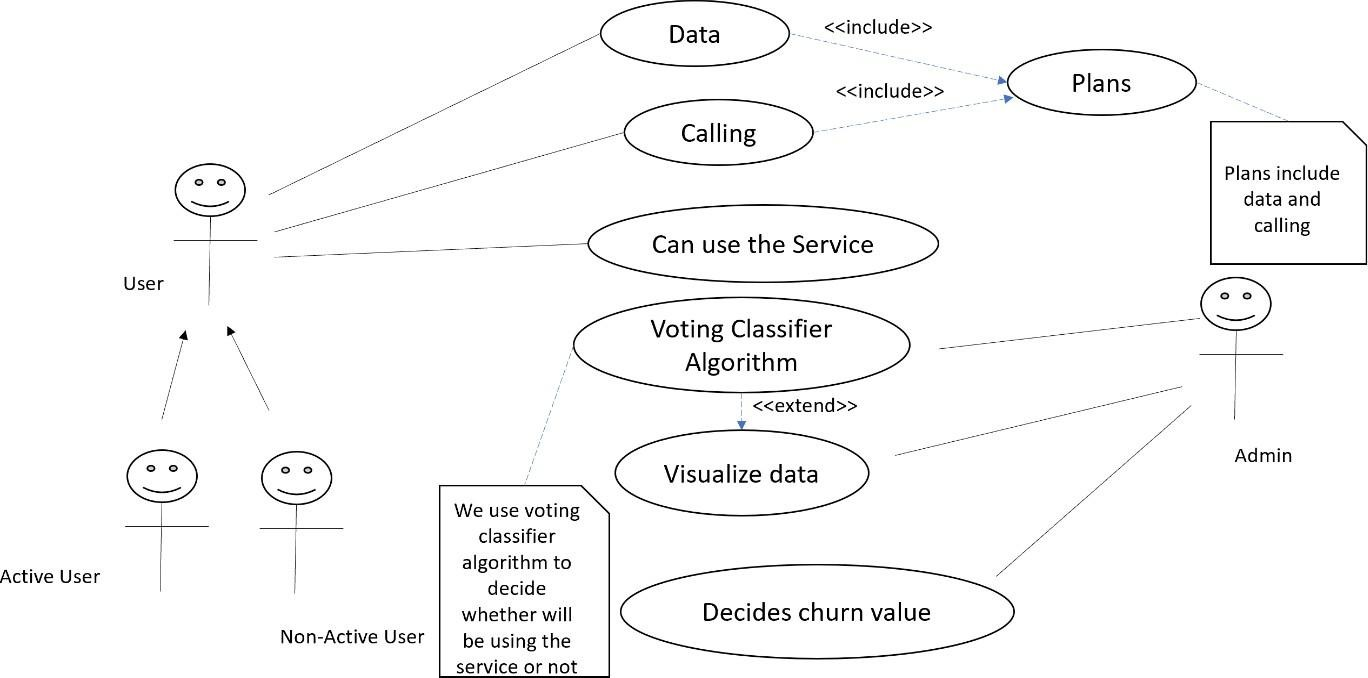 Data
<<include>>
Plans
<<include>>
Calling
Plans include
data and
calling
Can use the Service
User
Voting Classifier
Algorithm
<<extend>>
Admin
Visualize data
We use voting
classifier
algorithm to
decide
whether will
be using the
service or not
Active User
Non-Active User
Decides churn value